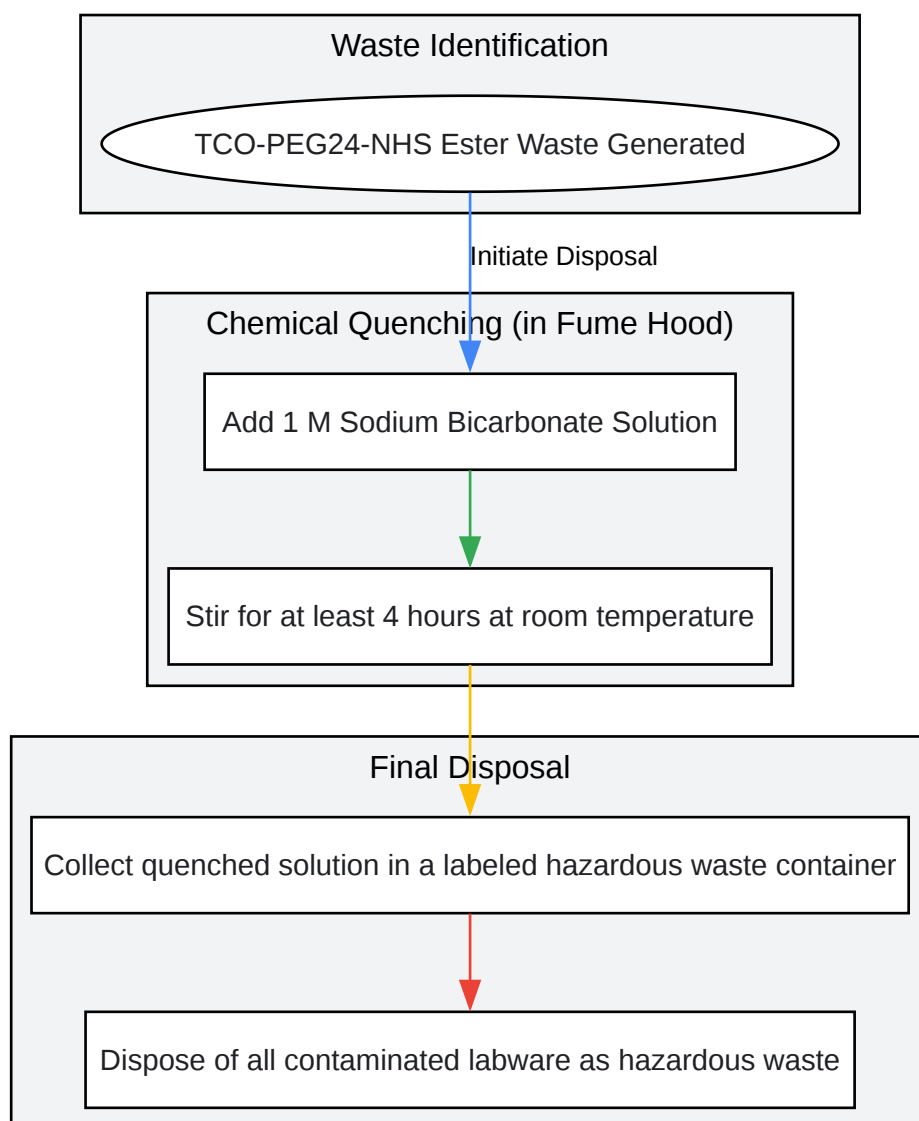 Waste Identification
TCO-PEG24-NHS Ester Waste Generated
Initiate Disposal
Chemical Quenching (in Fume Hood)
Add 1 M Sodium Bicarbonate Solution
Stir for at least 4 hours at room temperature
Final Disposal
Collect quenched solution in a labeled hazardous waste container
Dispose of all contaminated labware as hazardous waste